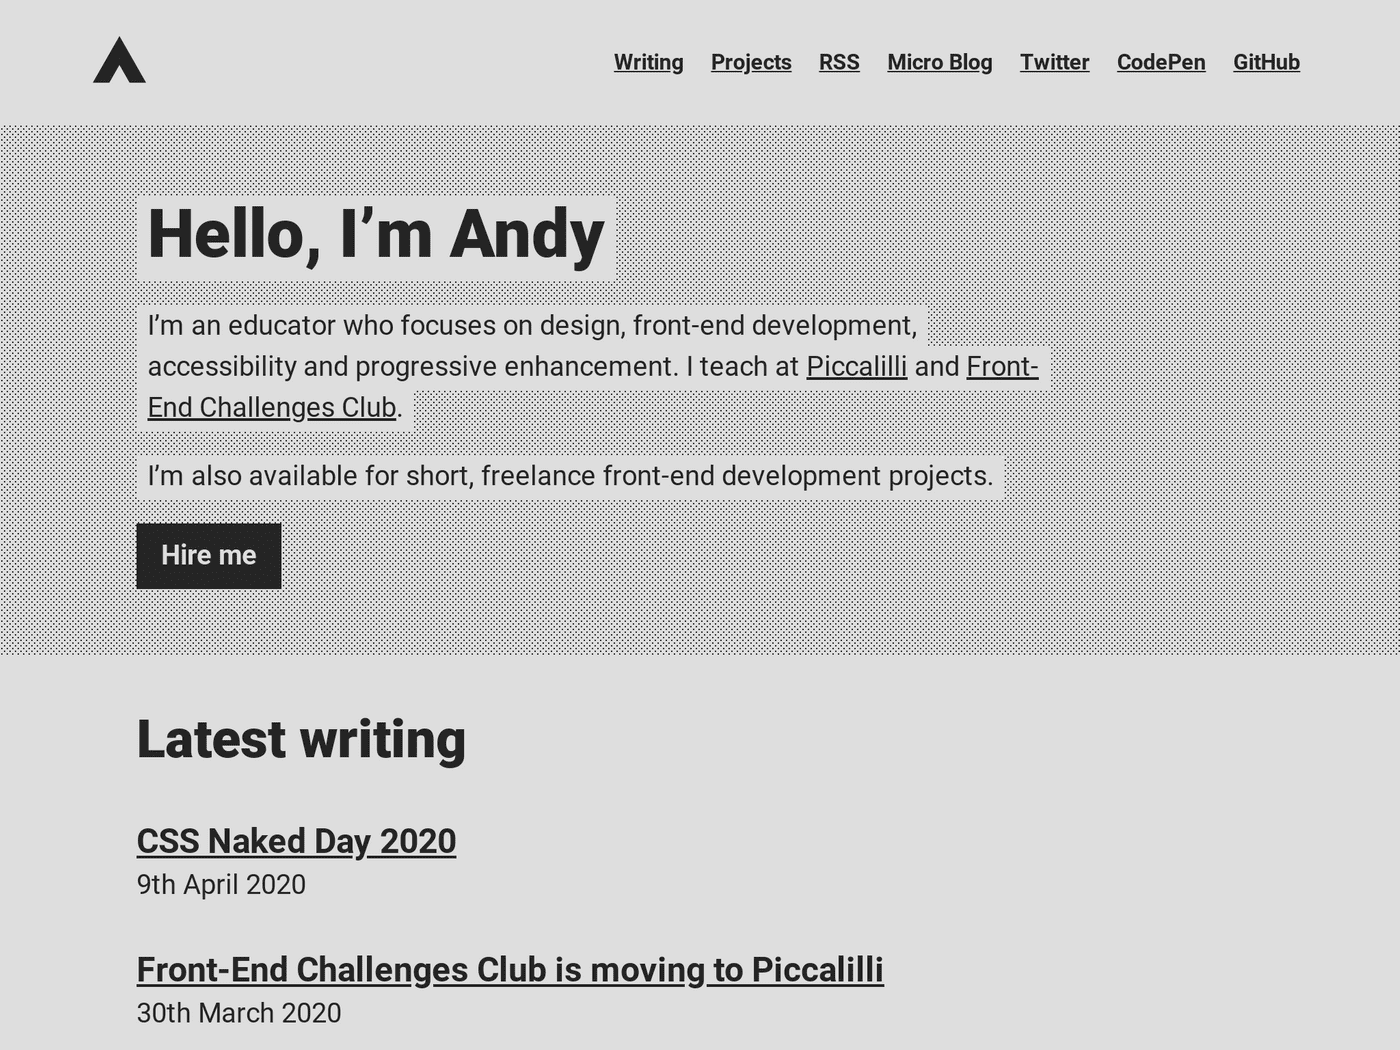 Writing Projects RSS Micro Blog Twitter CodePen GitHub
Hello, I’m Andy
I’m an educator who focuses on design, front-end development,
accessibility and progressive enhancement. I teach at Piccalilli and Front-
End Challenges Club.
I’m also available for short, freelance front-end development projects.
Hire me
Latest writing
CSS Naked Day 2020
9th April 2020
Front-End Challenges Club is moving to Piccalilli
30th March 2020